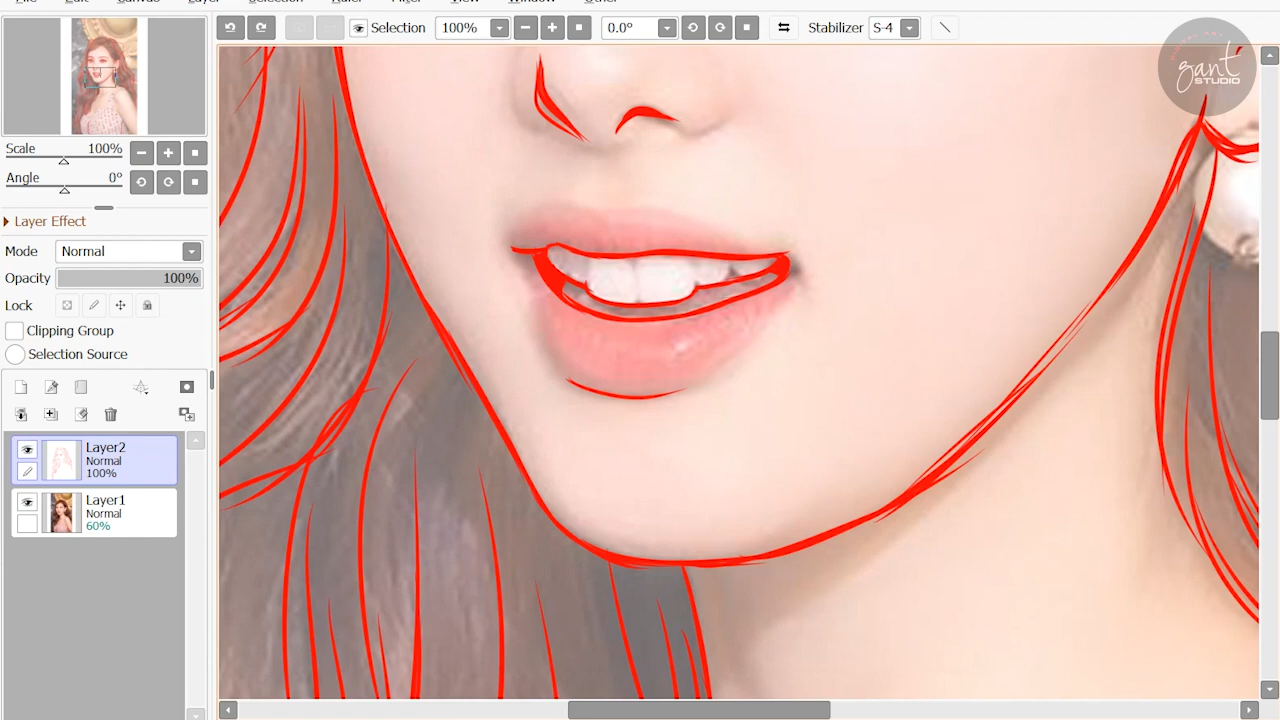 Selection 100% 0.0° Stabilizer S-4
gant
STUDIO
Scale 100%
Angle 0°
Layer Effect
Mode Normal
Opacity 100%
Lock
Clipping Group
Selection Source
Layer2
Normal
100%
Layer1
Normal
60%